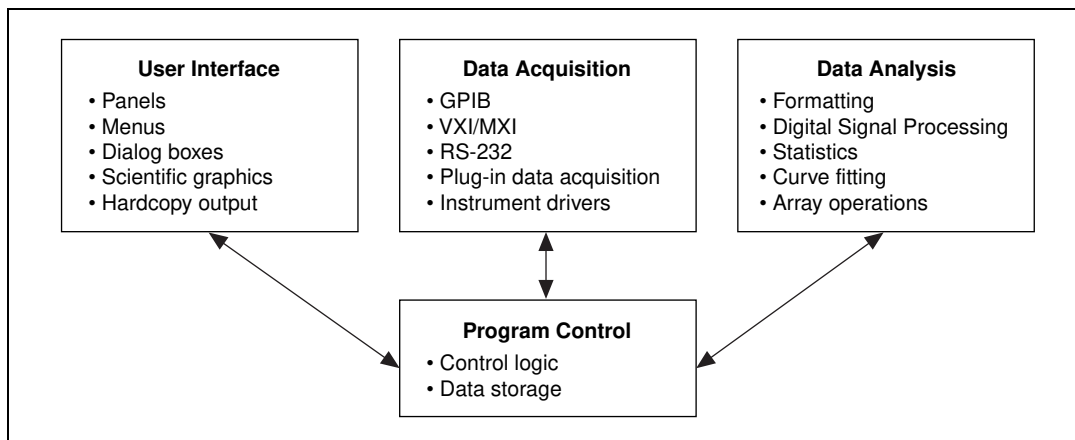 User Interface
• Panels
• Menus
• Dialog boxes
• Scientific graphics
• Hardcopy output
Data Acquisition
• GPIB
• VXI/MXI
• RS-232
• Plug-in data acquisition
• Instrument drivers
Data Analysis
• Formatting
• Digital Signal Processing
• Statistics
• Curve fitting
• Array operations
Program Control
• Control logic
• Data storage